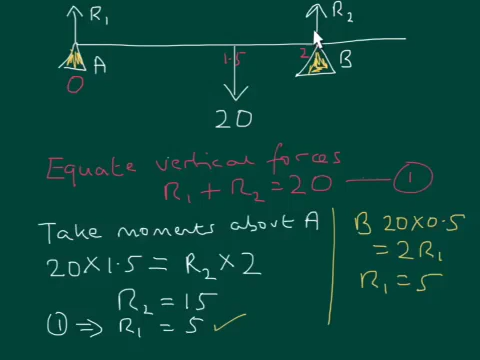 R1
R2
A
1.5
2
B
0
20
Equate vertical forces
R1 + R2 = 20 — ①
Take moments about A
20 × 1.5 = R2 × 2
R2 = 15
① ⇒ R1 = 5 ✓
B 20×0.5
= 2R1
R1 = 5